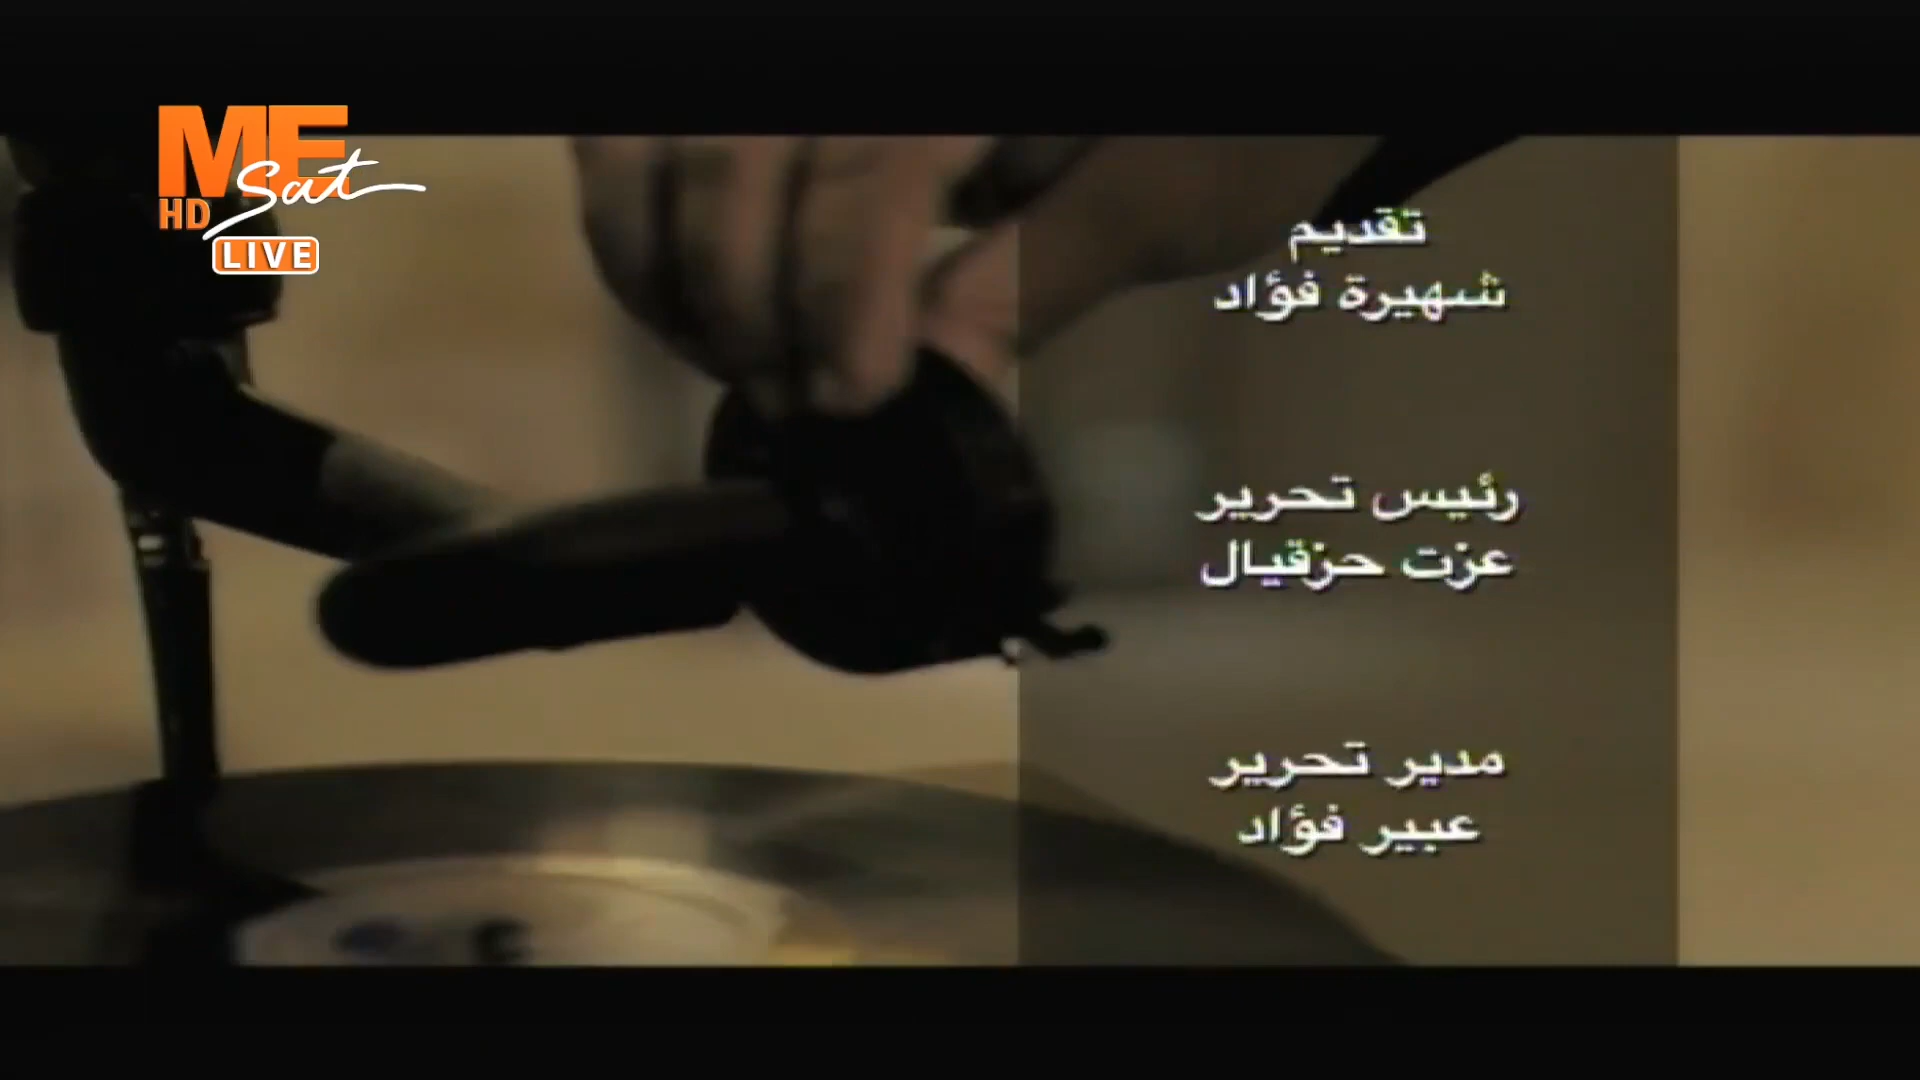 ME
Sat
HD
LIVE
تقديم
شهيرة فؤاد
رئيس تحرير
عزت حزقيال
مدير تحرير
عبير فؤاد